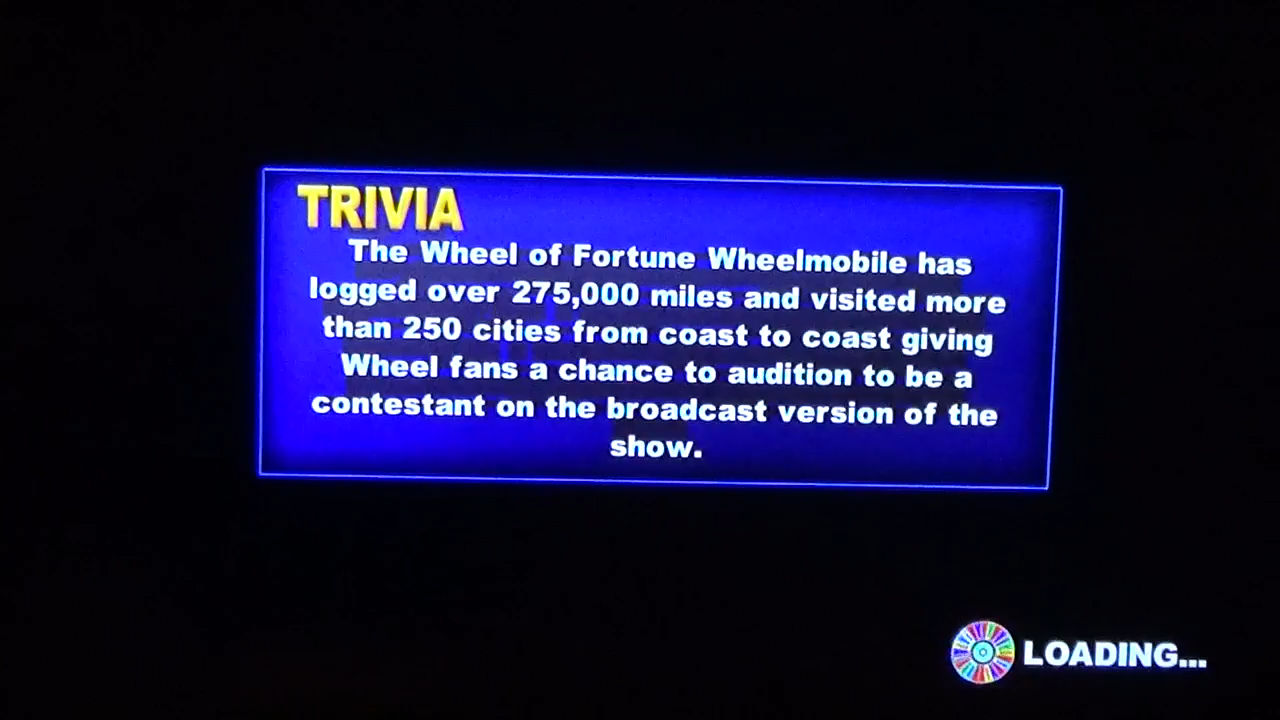 TRIVIA
The Wheel of Fortune Wheelmobile has
logged over 275,000 miles and visited more
than 250 cities from coast to coast giving
Wheel fans a chance to audition to be a
contestant on the broadcast version of the
show.
LOADING...